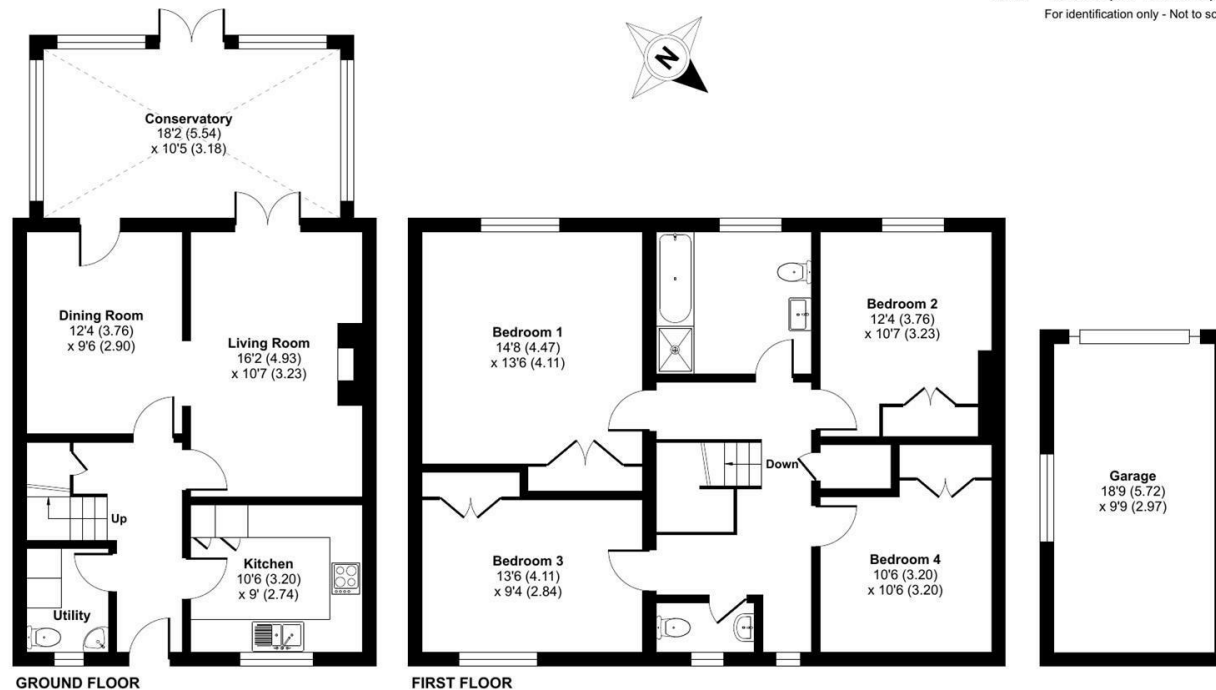 For identification only - Not to sc
N
Conservatory
18'2 (5.54)
x 10'5 (3.18)
Dining Room
12'4 (3.76)
x 9'6 (2.90)
Living Room
16'2 (4.93)
x 10'7 (3.23)
Up
Kitchen
10'6 (3.20)
x 9' (2.74)
Utility
GROUND FLOOR
Bedroom 1
14'8 (4.47)
x 13'6 (4.11)
Bedroom 2
12'4 (3.76)
x 10'7 (3.23)
Down
Bedroom 3
13'6 (4.11)
x 9'4 (2.84)
Bedroom 4
10'6 (3.20)
x 10'6 (3.20)
FIRST FLOOR
Garage
18'9 (5.72)
x 9'9 (2.97)